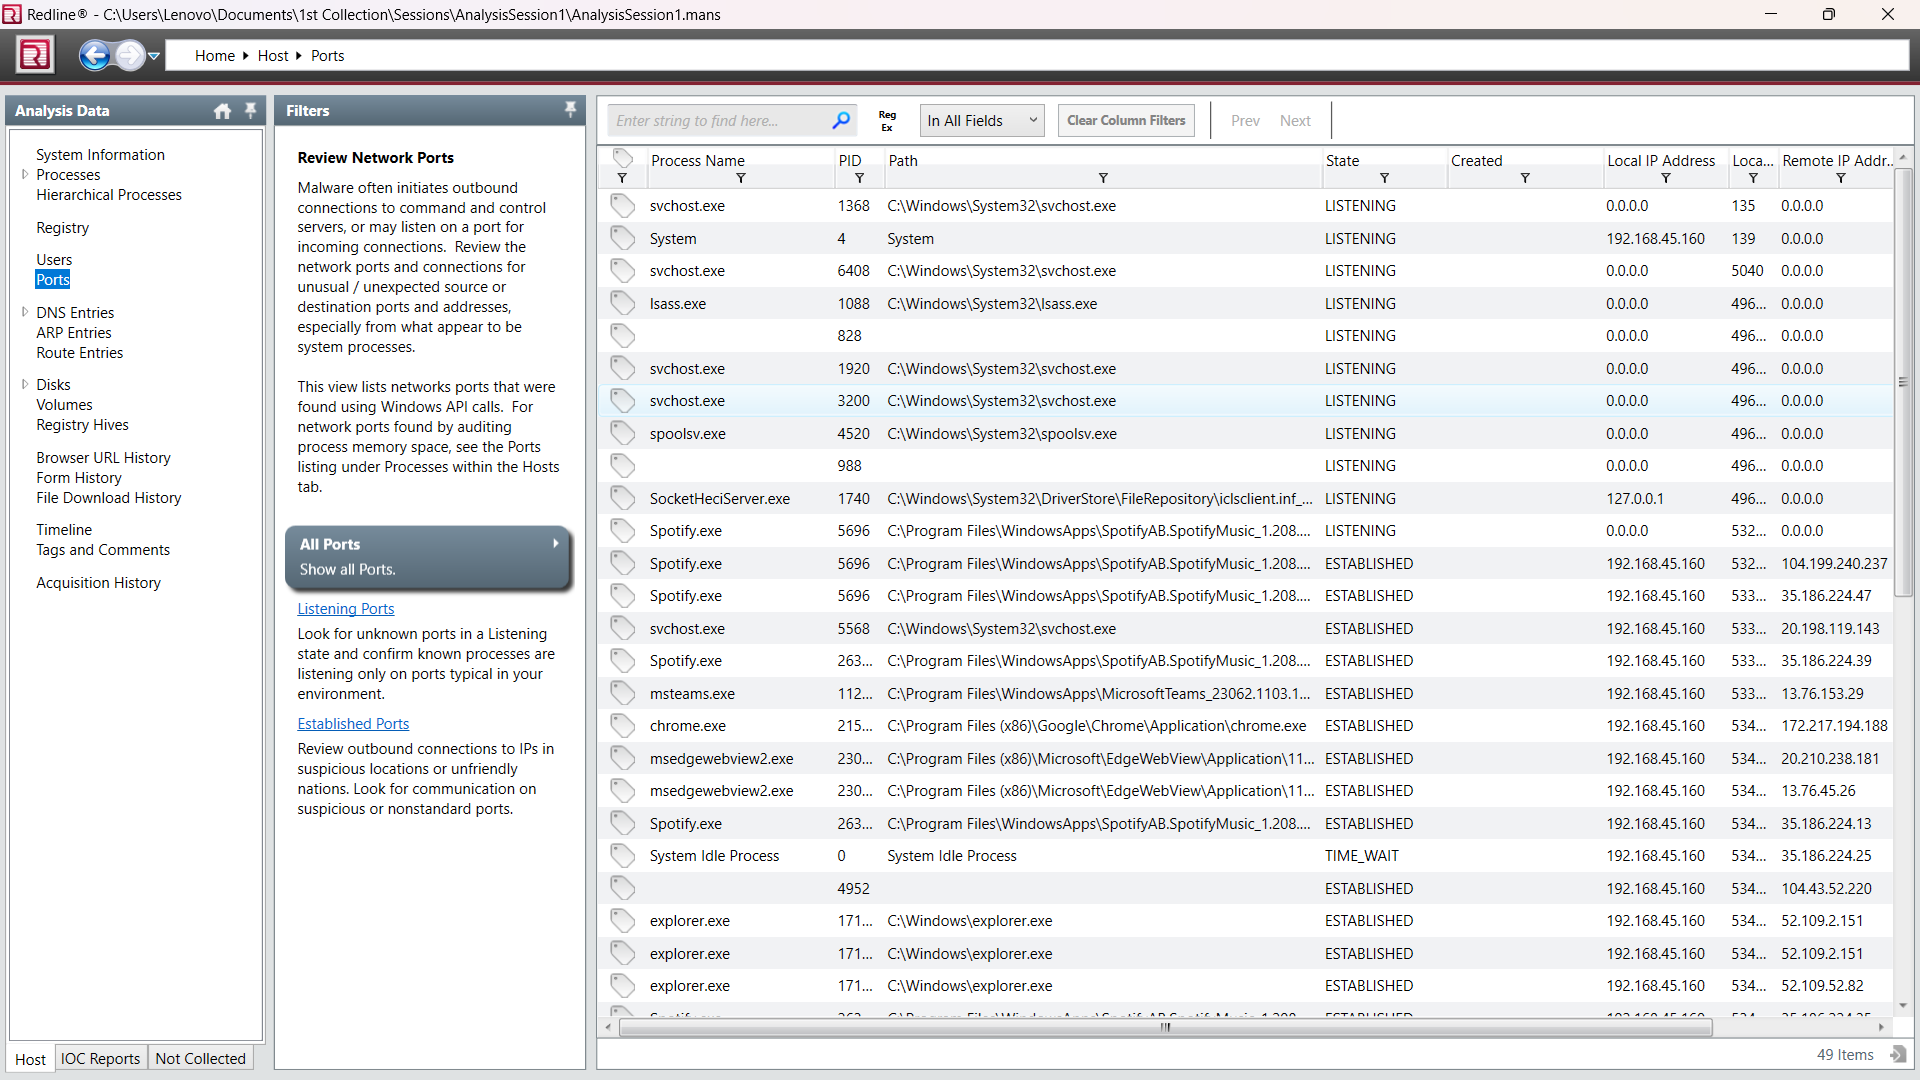 Redline® - C:\Users\Lenovo\Documents\1st Collection\Sessions\AnalysisSession1\AnalysisSession1.mans
Home Host Ports
Analysis Data
System Information
Processes
Hierarchical Processes
Registry
Users
Ports
DNS Entries
ARP Entries
Route Entries
Disks
Volumes
Registry Hives
Browser URL History
Form History
File Download History
Timeline
Tags and Comments
Acquisition History
Host IOC Reports Not Collected
Filters
Review Network Ports
Malware often initiates outbound
connections to command and control
servers, or may listen on a port for
incoming connections. Review the
network ports and connections for
unusual / unexpected source or
destination ports and addresses,
especially from what appear to be
system processes.
This view lists networks ports that were
found using Windows API calls. For
network ports found by auditing
process memory space, see the Ports
listing under Processes within the Hosts
tab.
All Ports
Show all Ports.
Listening Ports
Look for unknown ports in a Listening
state and confirm known processes are
listening only on ports typical in your
environment.
Established Ports
Review outbound connections to IPs in
suspicious locations or unfriendly
nations. Look for communication on
suspicious or nonstandard ports.
Enter string to find here... Reg Ex In All Fields Clear Column Filters Prev Next
Process Name PID Path State Created Local IP Address Loca... Remote IP Addr...
svchost.exe 1368 C:\Windows\System32\svchost.exe LISTENING 0.0.0.0 135 0.0.0.0
System 4 System LISTENING 192.168.45.160 139 0.0.0.0
svchost.exe 6408 C:\Windows\System32\svchost.exe LISTENING 0.0.0.0 5040 0.0.0.0
lsass.exe 1088 C:\Windows\System32\lsass.exe LISTENING 0.0.0.0 496... 0.0.0.0
828 LISTENING 0.0.0.0 496... 0.0.0.0
svchost.exe 1920 C:\Windows\System32\svchost.exe LISTENING 0.0.0.0 496... 0.0.0.0
svchost.exe 3200 C:\Windows\System32\svchost.exe LISTENING 0.0.0.0 496... 0.0.0.0
spoolsv.exe 4520 C:\Windows\System32\spoolsv.exe LISTENING 0.0.0.0 496... 0.0.0.0
988 LISTENING 0.0.0.0 496... 0.0.0.0
SocketHeciServer.exe 1740 C:\Windows\System32\DriverStore\FileRepository\iclsclient.inf_... LISTENING 127.0.0.1 496... 0.0.0.0
Spotify.exe 5696 C:\Program Files\WindowsApps\SpotifyAB.SpotifyMusic_1.208.... LISTENING 0.0.0.0 532... 0.0.0.0
Spotify.exe 5696 C:\Program Files\WindowsApps\SpotifyAB.SpotifyMusic_1.208.... ESTABLISHED 192.168.45.160 532... 104.199.240.237
Spotify.exe 5696 C:\Program Files\WindowsApps\SpotifyAB.SpotifyMusic_1.208.... ESTABLISHED 192.168.45.160 533... 35.186.224.47
svchost.exe 5568 C:\Windows\System32\svchost.exe ESTABLISHED 192.168.45.160 533... 20.198.119.143
Spotify.exe 263... C:\Program Files\WindowsApps\SpotifyAB.SpotifyMusic_1.208.... ESTABLISHED 192.168.45.160 533... 35.186.224.39
msteams.exe 112... C:\Program Files\WindowsApps\MicrosoftTeams_23062.1103.1... ESTABLISHED 192.168.45.160 533... 13.76.153.29
chrome.exe 215... C:\Program Files (x86)\Google\Chrome\Application\chrome.exe ESTABLISHED 192.168.45.160 534... 172.217.194.188
msedgewebview2.exe 230... C:\Program Files (x86)\Microsoft\EdgeWebView\Application\11... ESTABLISHED 192.168.45.160 534... 20.210.238.181
msedgewebview2.exe 230... C:\Program Files (x86)\Microsoft\EdgeWebView\Application\11... ESTABLISHED 192.168.45.160 534... 13.76.45.26
Spotify.exe 263... C:\Program Files\WindowsApps\SpotifyAB.SpotifyMusic_1.208.... ESTABLISHED 192.168.45.160 534... 35.186.224.13
System Idle Process 0 System Idle Process TIME_WAIT 192.168.45.160 534... 35.186.224.25
4952 ESTABLISHED 192.168.45.160 534... 104.43.52.220
explorer.exe 171... C:\Windows\explorer.exe ESTABLISHED 192.168.45.160 534... 52.109.2.151
explorer.exe 171... C:\Windows\explorer.exe ESTABLISHED 192.168.45.160 534... 52.109.2.151
explorer.exe 171... C:\Windows\explorer.exe ESTABLISHED 192.168.45.160 534... 52.109.52.82
49 Items